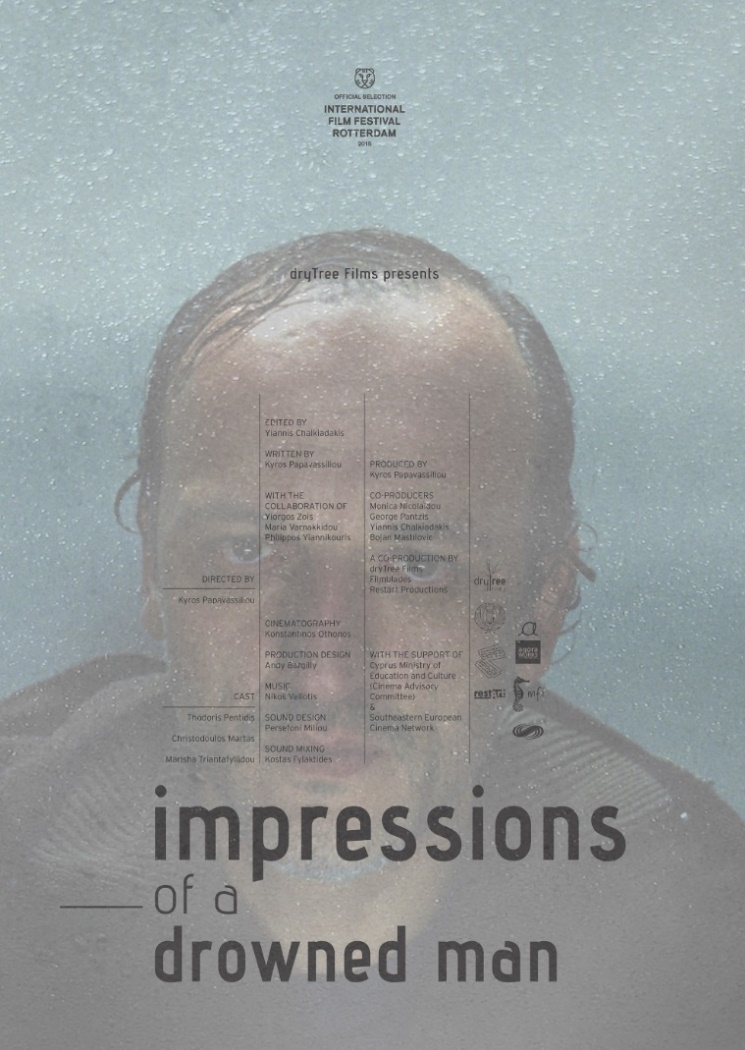 OFFICIAL SELECTION
INTERNATIONAL
FILM FESTIVAL
ROTTERDAM
2015
dryTree Films presents
DIRECTED BY
Kyros Papavassiliou
CAST
Thodoris Pentidis
Christodoulos Martas
Marisha Triantafyllidou
EDITED BY
Yiannis Chalkiadakis
WRITTEN BY
Kyros Papavassiliou
WITH THE
COLLABORATION OF
Yiorgos Zois
Maria Varnakkidou
Philippos Yiannikouris
CINEMATOGRAPHY
Konstantinos Othonos
PRODUCTION DESIGN
Andy Bargilly
MUSIC
Nikos Veliotis
SOUND DESIGN
Persefoni Miliou
SOUND MIXING
Kostas Fylaktides
PRODUCED BY
Kyros Papavassiliou
CO-PRODUCERS
Monica Nicolaidou
George Pantzis
Yiannis Chalkiadakis
Bojan Mastilovic
A CO-PRODUCTION BY
dryTree Films
Filmblades
Restart Productions
WITH THE SUPPORT OF
Cyprus Ministry of
Education and Culture
(Cinema Advisory
Committee)
&
Southeastern European
Cinema Network
dryTree
a
mfi
impressions
of a
drowned man